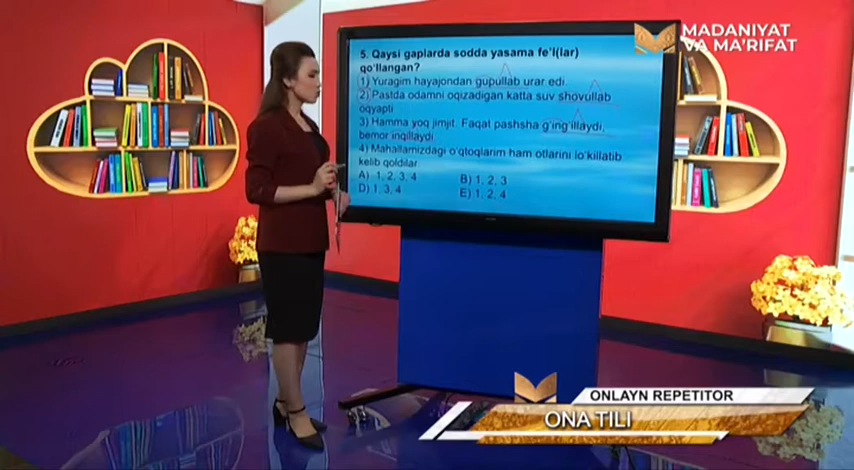 MADANIYAT
VA MA'RIFAT
5. Qaysi gaplarda sodda yasama fe'l(lar)
qo'llangan?
1) Yuragim hayajondan gupullab urar edi.
2) Pastda odamni oqizadigan katta suv shovullab
oqyapti
3) Hamma yoq jimjit. Faqat pashsha g'ing'illaydi,
bemor inqillaydi.
4) Mahallamizdagi o'qtoqlarim ham otlarini lo'killatib
kelib qoldilar.
A) 1, 2, 3, 4 B) 1, 2, 3
D) 1, 3, 4 E) 1, 2, 4
ONLAYN REPETITOR
ONA TILI